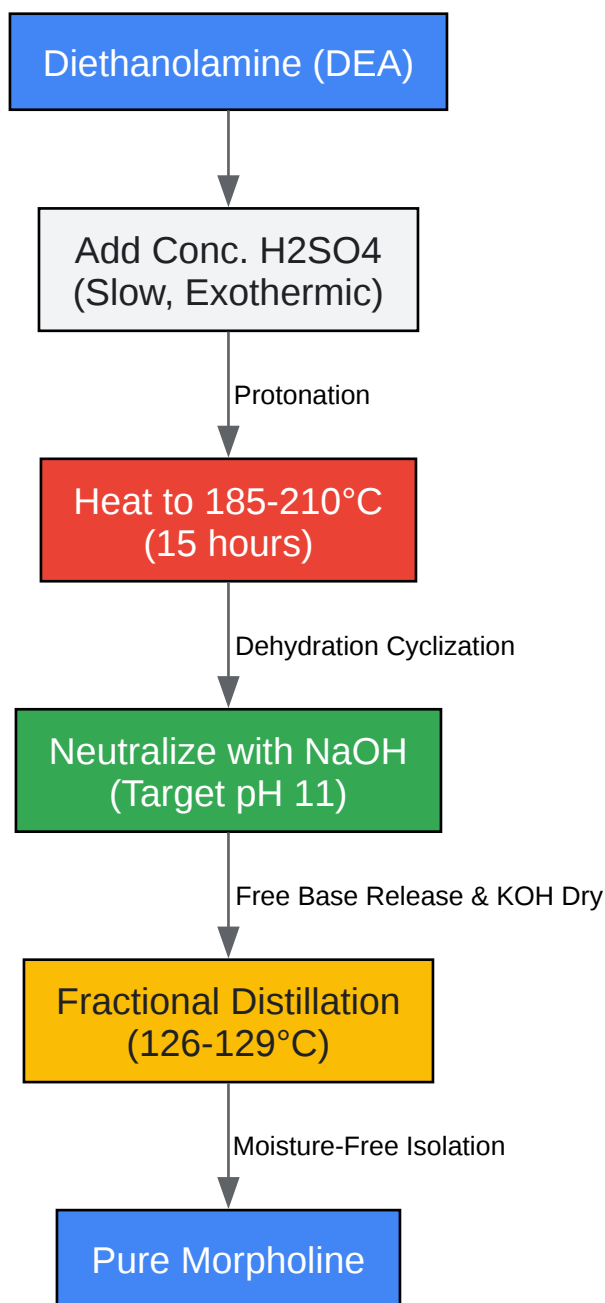 Diethanolamine (DEA)
Add Conc. H2SO4
(Slow, Exothermic)
Protonation
Heat to 185-210°C
(15 hours)
Dehydration Cyclization
Neutralize with NaOH
(Target pH 11)
Free Base Release & KOH Dry
Fractional Distillation
(126-129°C)
Moisture-Free Isolation
Pure Morpholine